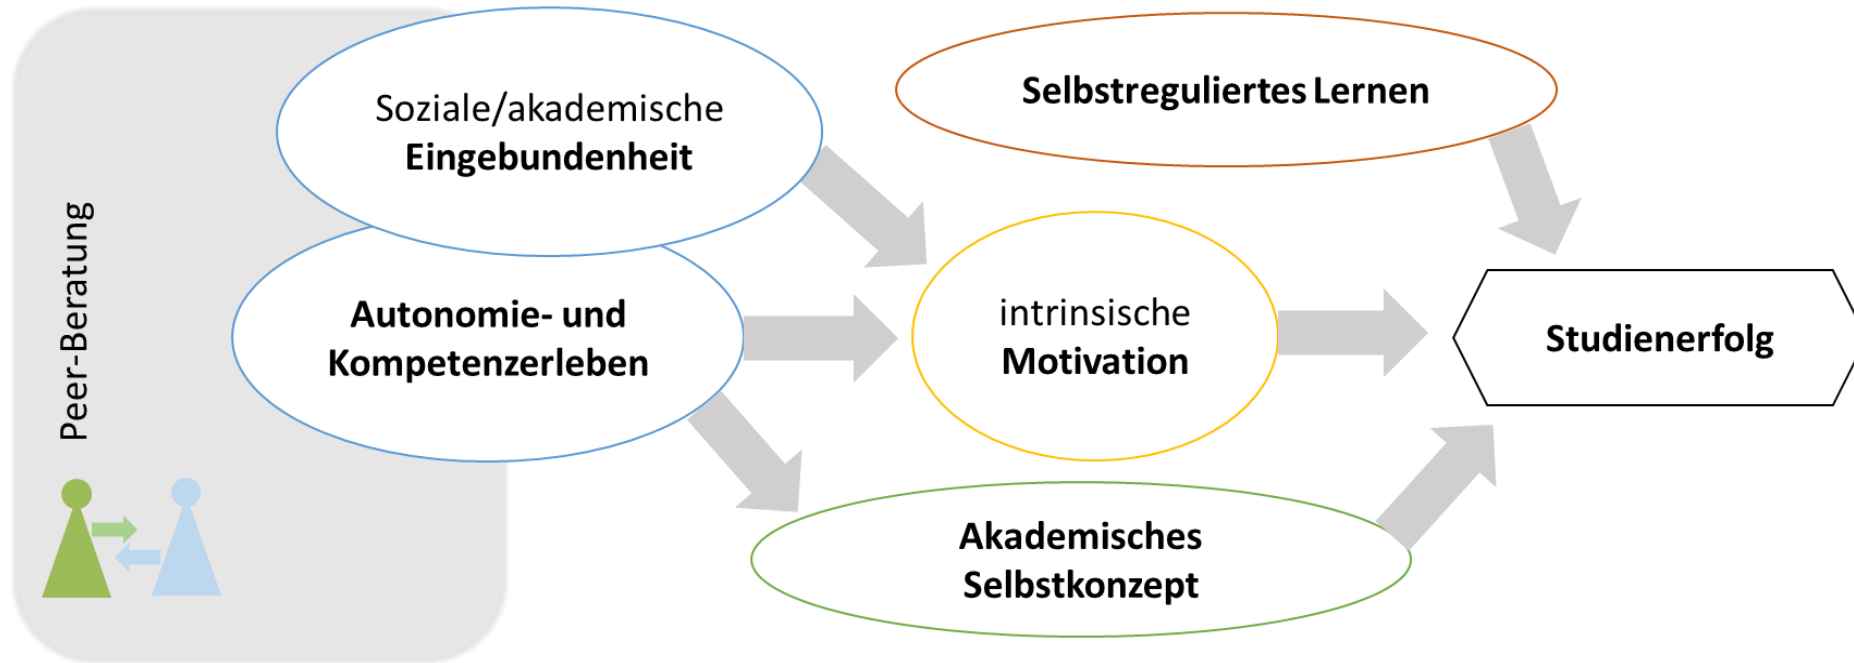 Peer-Beratung
Soziale/akademische
Eingebundenheit
Autonomie- und
Kompetenzerleben
Selbstreguliertes Lernen
intrinsische
Motivation
Akademisches
Selbstkonzept
Studienerfolg